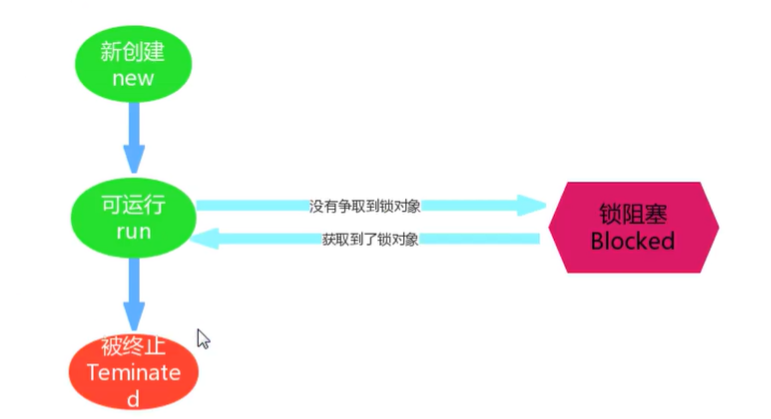 新创建
new
可运行
run
没有争取到锁对象
获取到了锁对象
锁阻塞
Blocked
被终止
Teminate
d